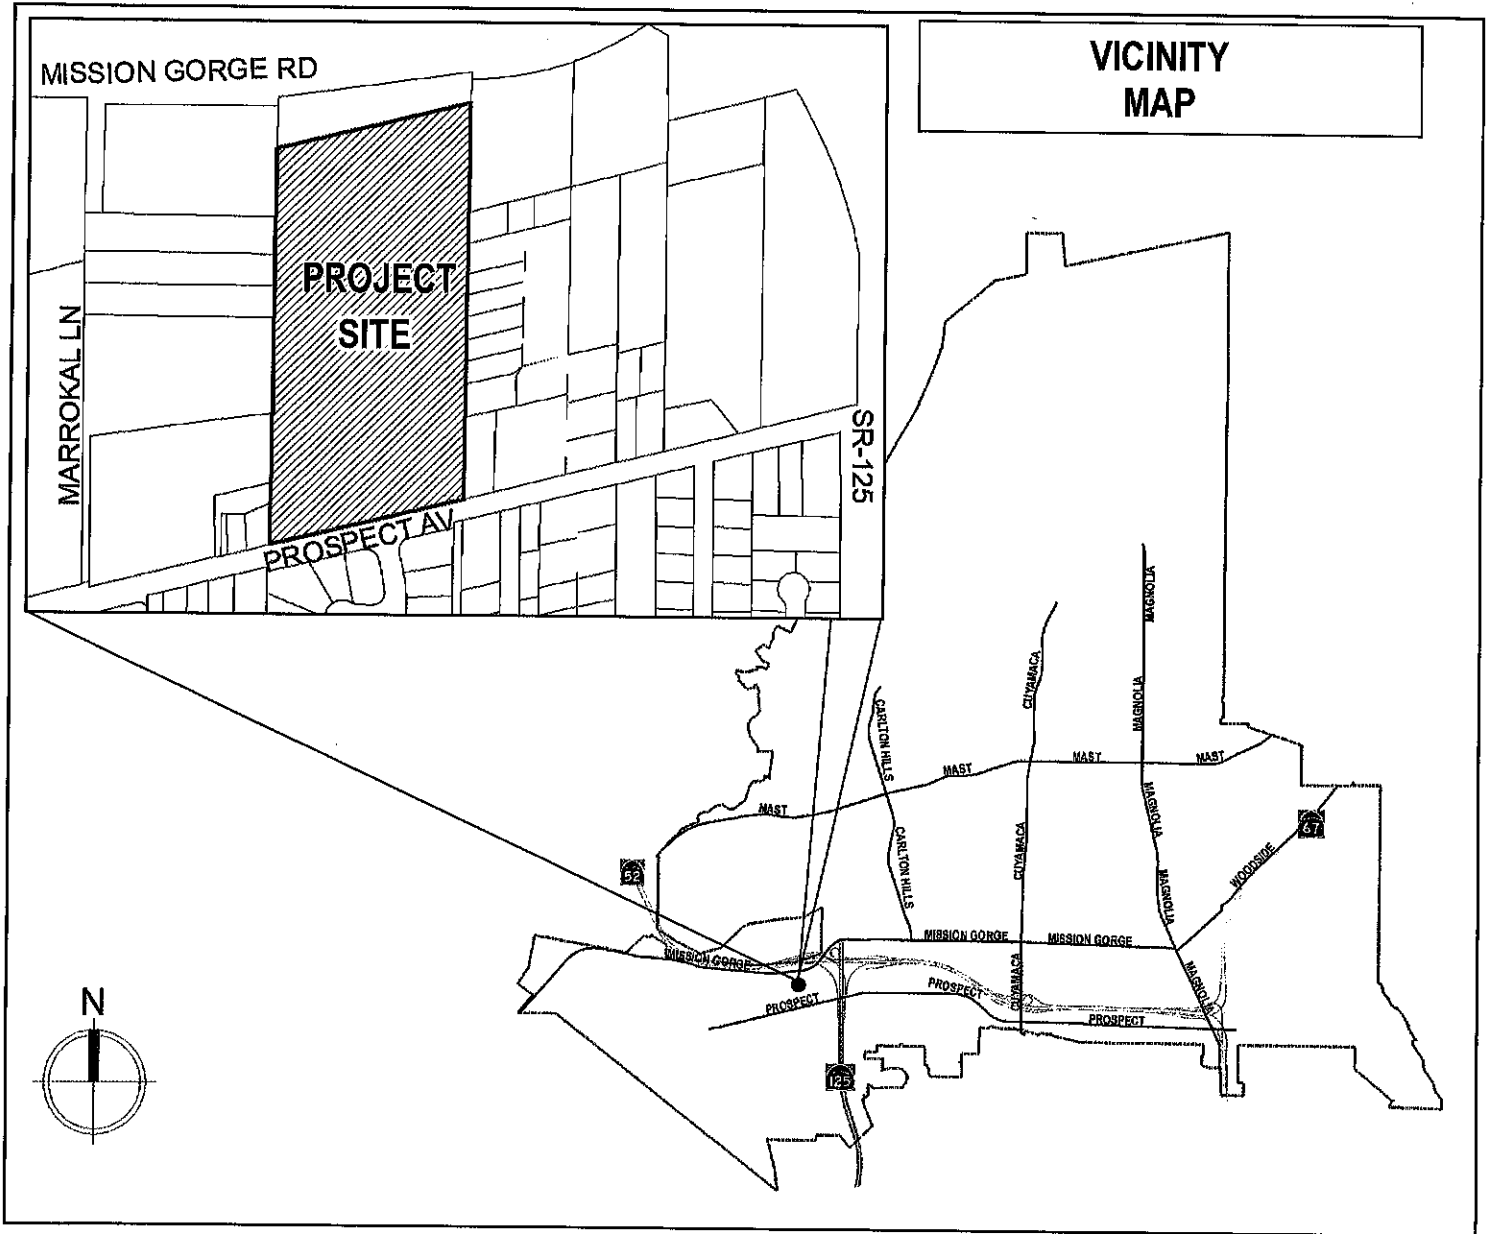 VICINITY
MAP
MISSION GORGE RD
PROJECT
SITE
MARROKAL LN
SR-125
PROSPECT AV
MAGNOLIA
CUYAMACA
MAGNOLIA
CARLTON HILLS
MAST
MAST
MAST
MAST
MAGNOLIA
67
CARLTON HILLS
CUYAMACA
WOODSIDE
52
MAGNOLIA
MISSION GORGE
MISSION GORGE
MISSION GORGE
CUYAMACA
MAGNOLIA
PROSPECT
PROSPECT
PROSPECT
125
N